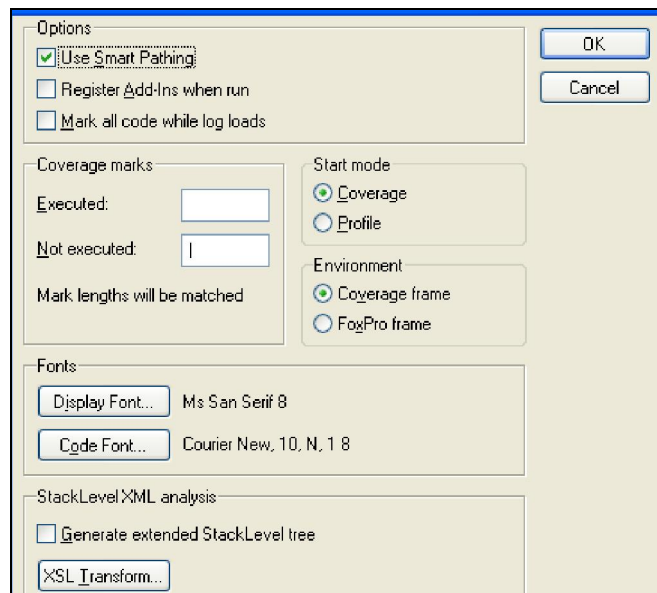 Options
Use Smart Pathing
Register Add-Ins when run
Mark all code while log loads
OK
Cancel
Coverage marks
Executed:
Not executed: |
Mark lengths will be matched
Start mode
Coverage
Profile
Environment
Coverage frame
FoxPro frame
Fonts
Display Font... Ms San Serif 8
Code Font... Courier New, 10, N, 1 8
StackLevel XML analysis
Generate extended StackLevel tree
XSL Transform...